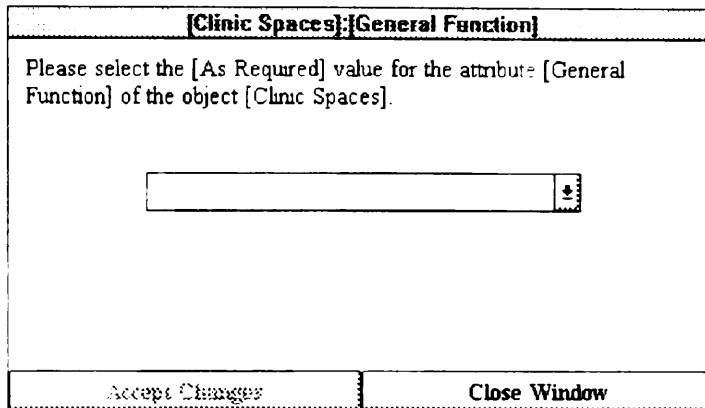 [Clinic Spaces]:[General Function]
Please select the [As Required] value for the attribute [General
Function] of the object [Clinic Spaces].
Accept Changes
Close Window